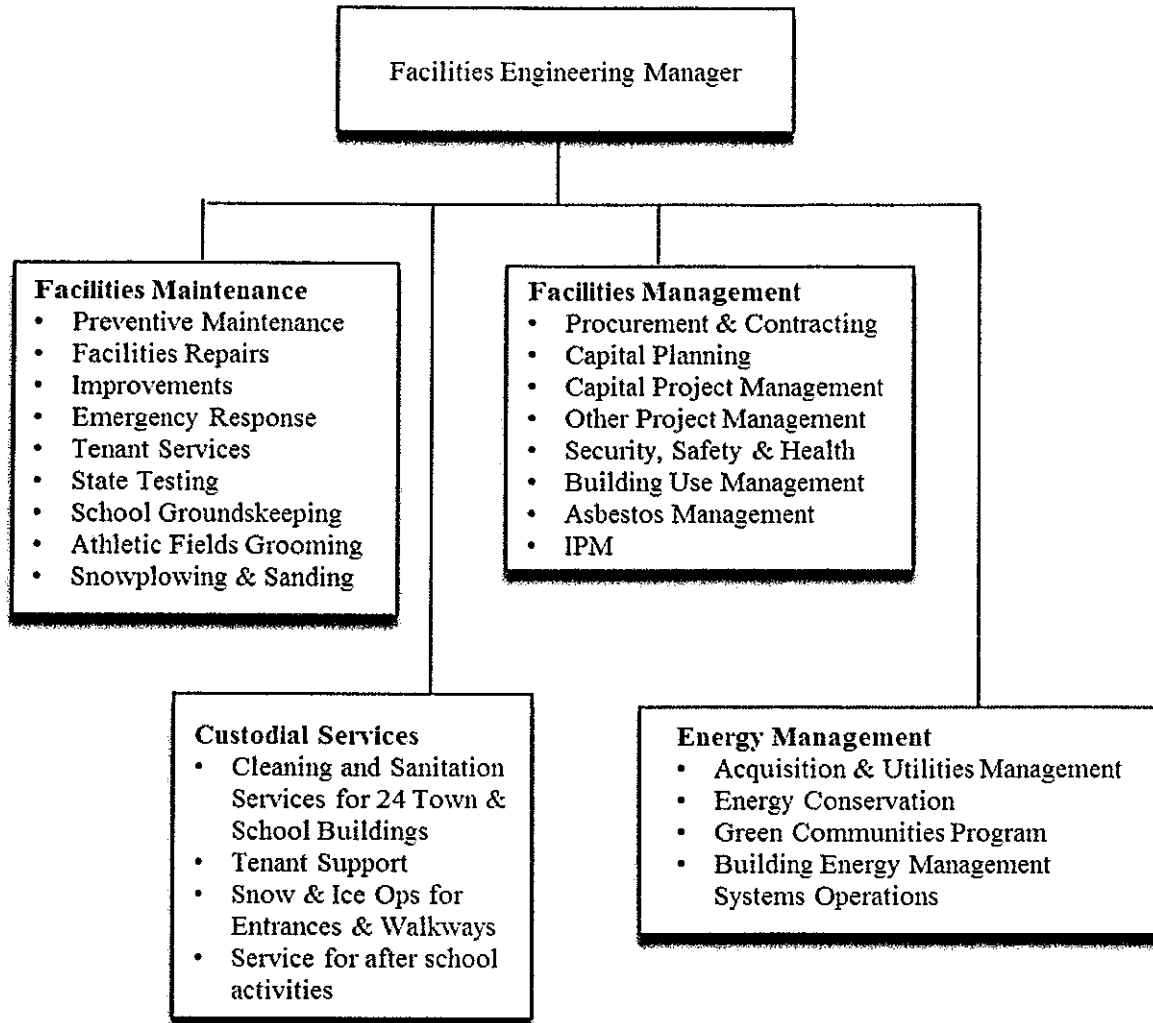 Facilities Engineering Manager
Facilities Maintenance
• Preventive Maintenance
• Facilities Repairs
• Improvements
• Emergency Response
• Tenant Services
• State Testing
• School Groundskeeping
• Athletic Fields Grooming
• Snowplowing & Sanding
Facilities Management
• Procurement & Contracting
• Capital Planning
• Capital Project Management
• Other Project Management
• Security, Safety & Health
• Building Use Management
• Asbestos Management
• IPM
Custodial Services
• Cleaning and Sanitation
Services for 24 Town &
School Buildings
• Tenant Support
• Snow & Ice Ops for
Entrances & Walkways
• Service for after school
activities
Energy Management
• Acquisition & Utilities Management
• Energy Conservation
• Green Communities Program
• Building Energy Management
Systems Operations